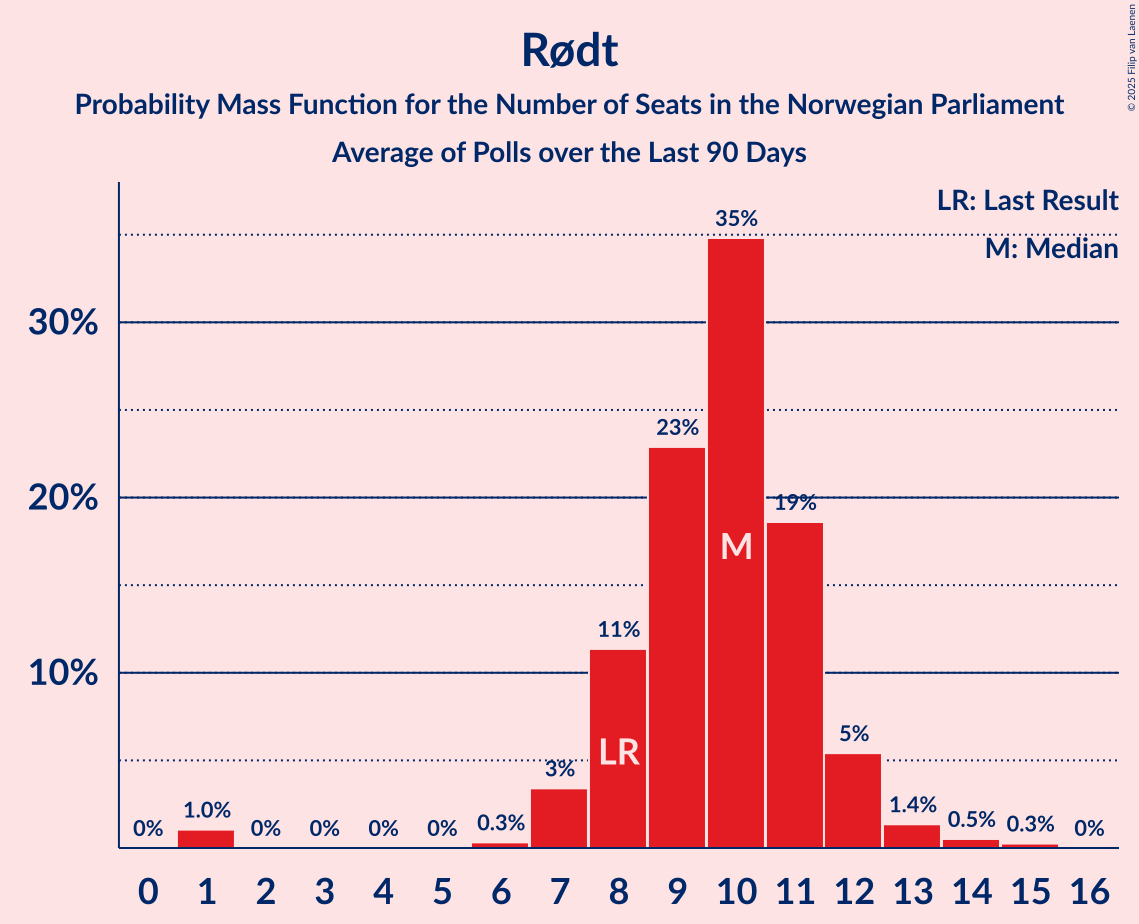 Rødt
Probability Mass Function for the Number of Seats in the Norwegian Parliament
Average of Polls over the Last 90 Days
© 2025 Filip van Laenen
LR: Last Result
M: Median
35%
30%
23%
20%
19%
M
11%
10%
5%
LR
3%
1.4%
1.0%
0.5%
0.3%
0.3%
0%
0%
0%
0%
0%
0%
0 1 2 3 4 5 6 7 8 9 10 11 12 13 14 15 16